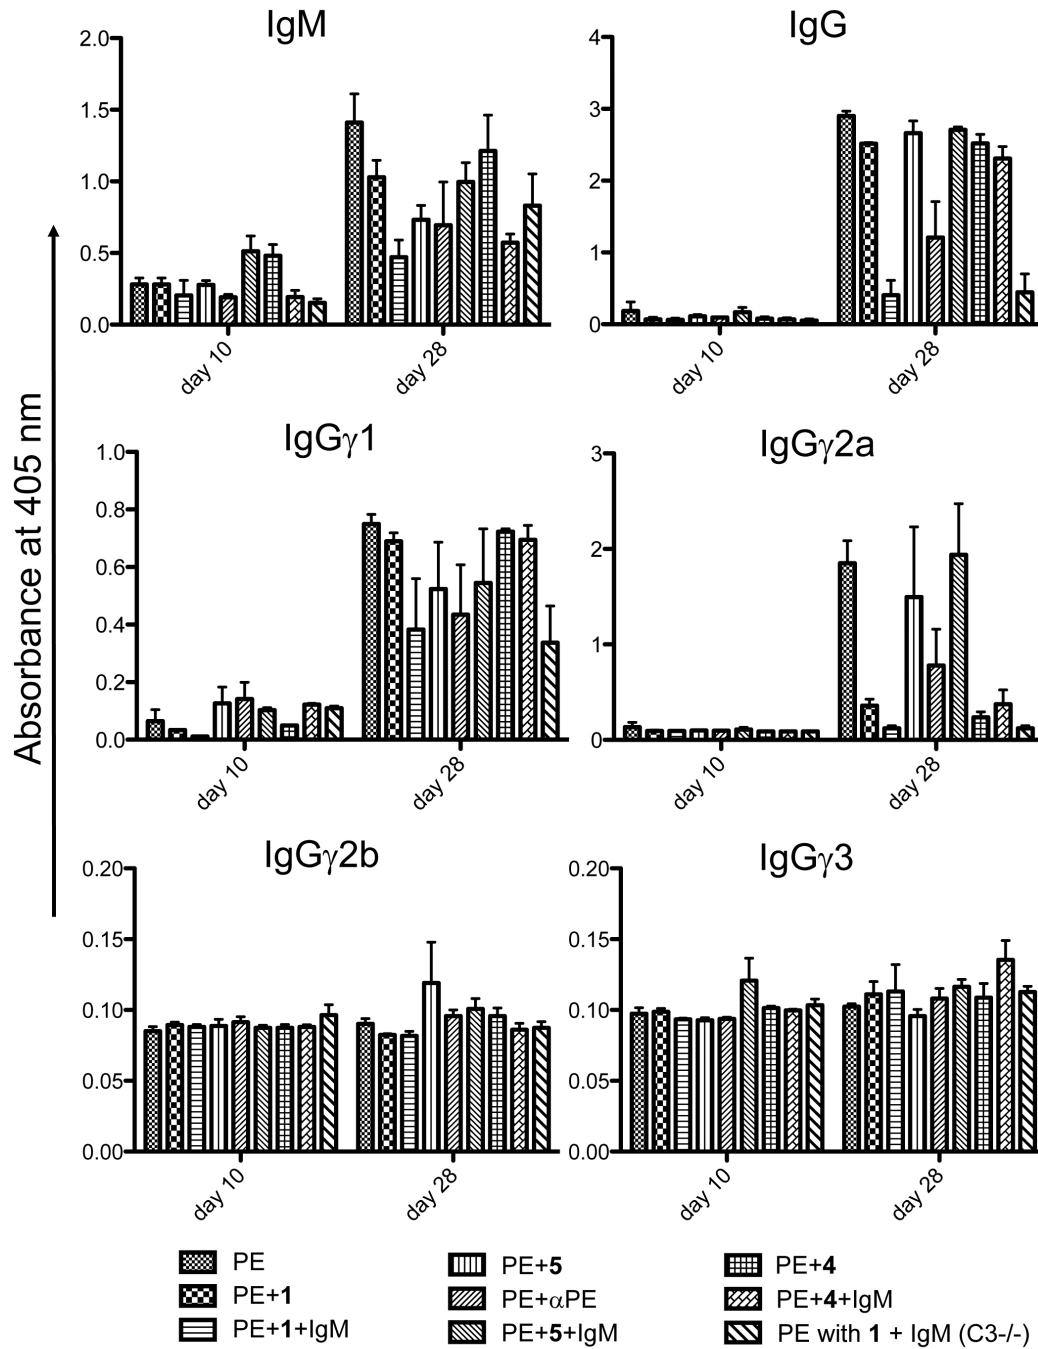 IgM
2.0
1.5
1.0
0.5
0.0
day 10
day 28
IgG
4
3
2
1
0
day 10
day 28
Absorbance at 405 nm
IgGγ1
1.0
0.8
0.6
0.4
0.2
0.0
day 10
day 28
IgGγ2a
3
2
1
0
day 10
day 28
IgGγ2b
0.20
0.15
0.10
0.05
0.00
day 10
day 28
IgGγ3
0.20
0.15
0.10
0.05
0.00
day 10
day 28
PE
PE+1
PE+1+IgM
PE+5
PE+αPE
PE+5+IgM
PE+4
PE+4+IgM
PE with 1 + IgM (C3-/-)